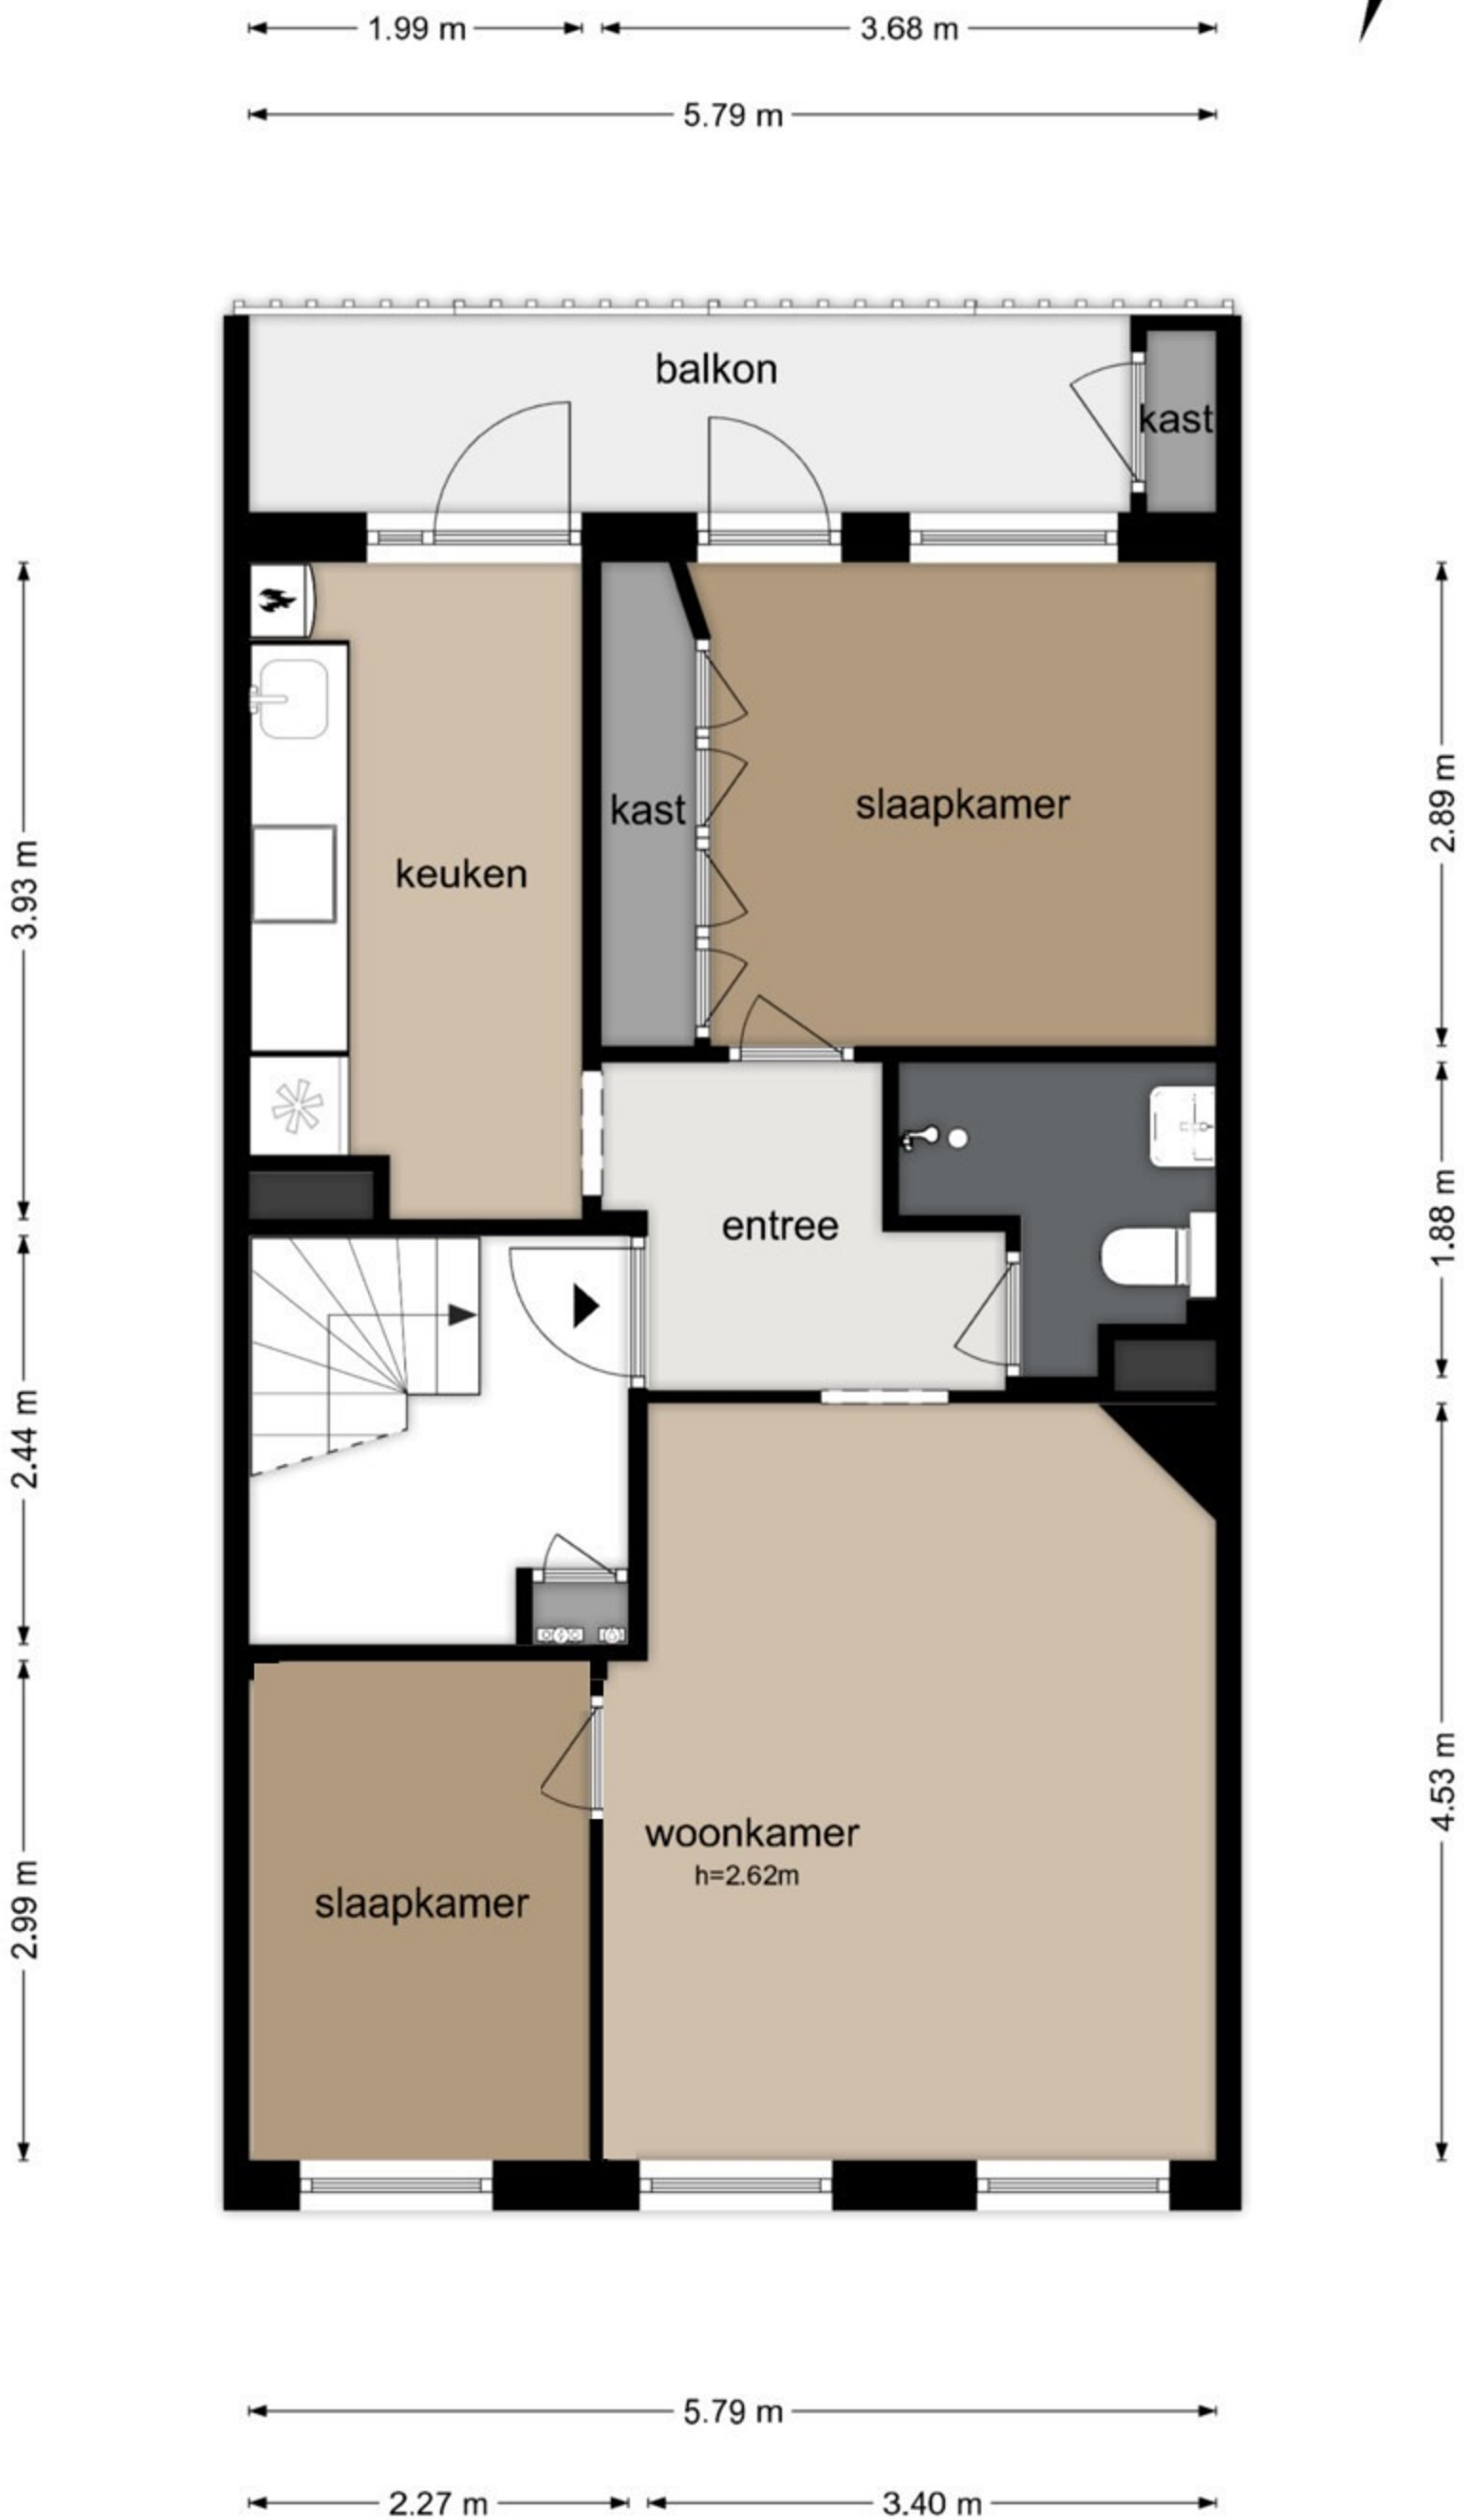 1.99 m
3.68 m
5.79 m
balkon
kast
kast
slaapkamer
keuken
3.93 m
2.89 m
entree
1.88 m
2.44 m
woonkamer
h=2.62m
slaapkamer
2.99 m
4.53 m
5.79 m
2.27 m
3.40 m